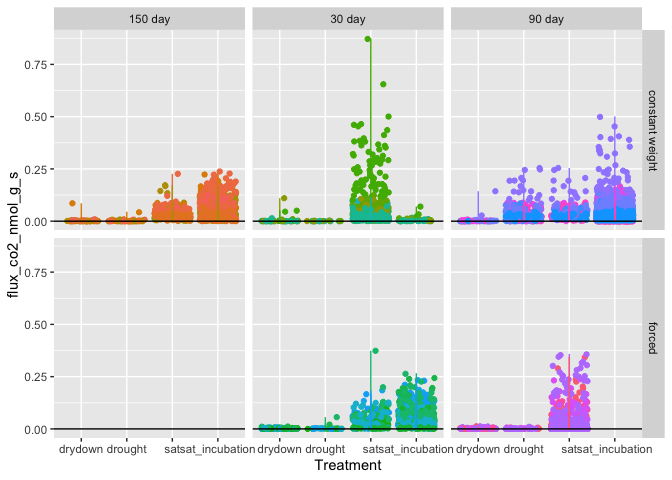 150 day
30 day
90 day
flux_co2_nmol_g_s
0.75
0.50
0.25
0.00
constant weight
0.75
0.50
0.25
0.00
forced
drydown drought satsat_incubation drydown drought satsat_incubation drydown drought satsat_incubation
Treatment